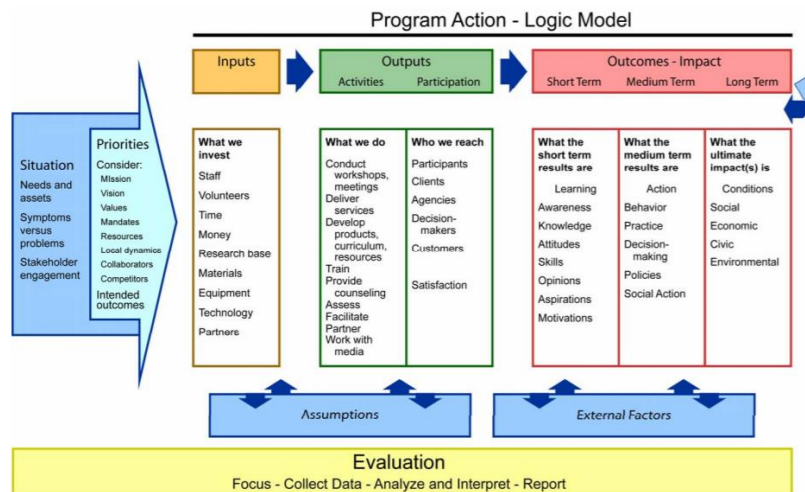 Program Action - Logic Model
Inputs
Outputs
Activities Participation
Outcomes - Impact
Short Term Medium Term Long Term
Situation
Needs and
assets
Symptoms
versus
problems
Stakeholder
engagement
Priorities
Consider:
MIssion
Vision
Values
Mandates
Resources
Local dynamics
Collaborators
Competitors
Intended
outcomes
What we
invest
Staff
Volunteers
Time
Money
Research base
Materials
Equipment
Technology
Partners
What we do
Conduct
workshops,
meetings
Deliver
services
Develop
products,
curriculum,
resources
Train
Provide
counseling
Assess
Facilitate
Partner
Work with
media
Who we reach
Participants
Clients
Agencies
Decision-
makers
Customers
Satisfaction
What the
short term
results are
Learning
Awareness
Knowledge
Attitudes
Skills
Opinions
Aspirations
Motivations
What the
medium term
results are
Action
Behavior
Practice
Decision-
making
Policies
Social Action
What the
ultimate
impact(s) is
Conditions
Social
Economic
Civic
Environmental
Assumptions
External Factors
Evaluation
Focus - Collect Data - Analyze and Interpret - Report